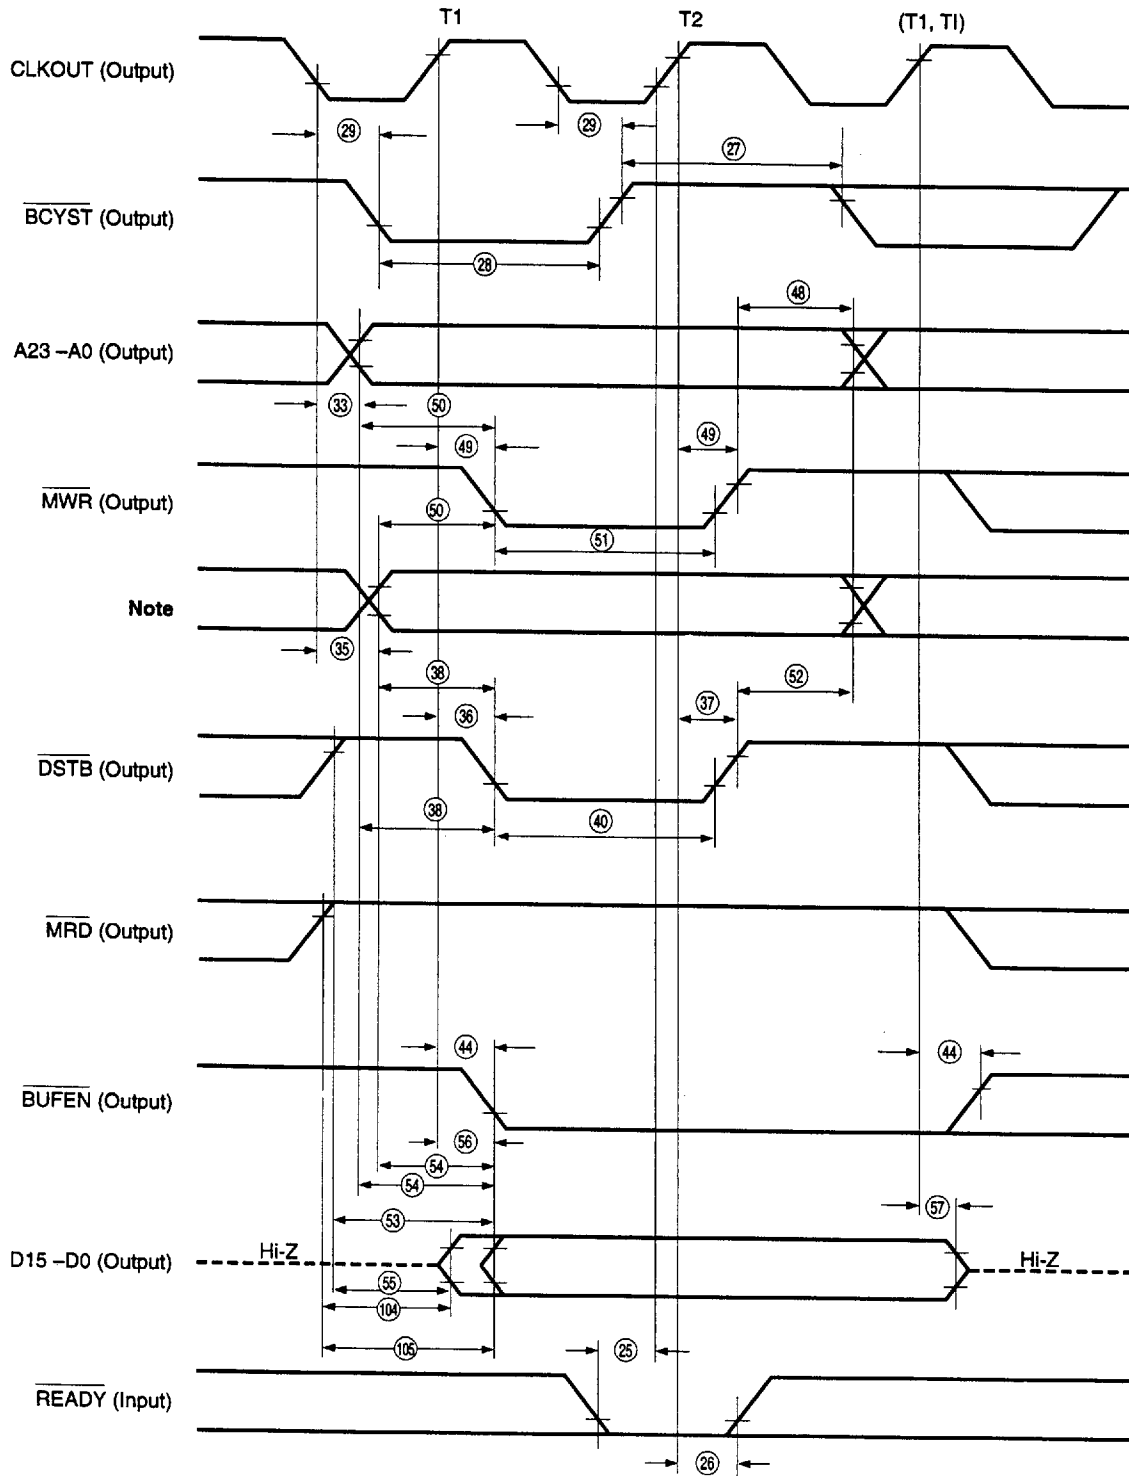 T1 T2 (T1, TI)
CLKOUT (Output)
29 29
27
BCYST (Output)
28
48
A23 –A0 (Output)
33 50
49 49
MWR (Output)
50
51
Note
35
38 52
36 37
DSTB (Output)
38 40
MRD (Output)
44 44
BUFEN (Output)
56
54
54
57
53
D15 –D0 (Output) Hi-Z Hi-Z
55
104
105 25
READY (Input)
26